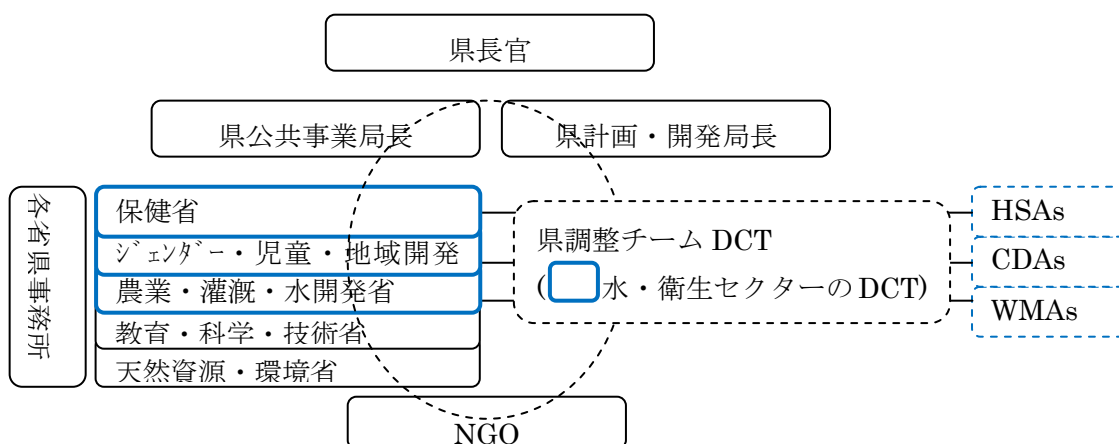 県長官
県公共事業局長
県計画・開発局長
各省県事務所
保健省
ｼﾞｪﾝﾀﾞｰ・児童・地域開発
農業・灌漑・水開発省
教育・科学・技術省
天然資源・環境省
県調整チーム DCT
(水・衛生セクターの DCT)
HSAs
CDAs
WMAs
NGO